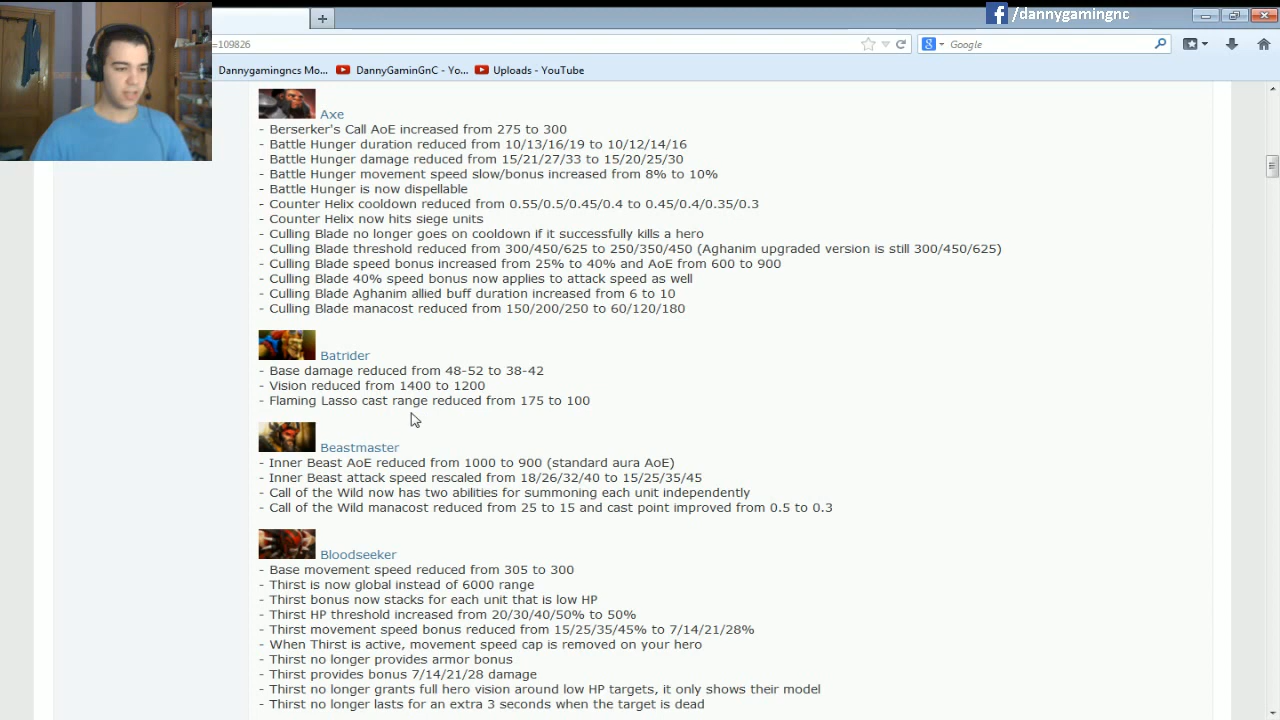 /dannygamingnc
=109826
Google
Dannygamingncs Mo...
DannyGaminGnC - Yo...
Uploads - YouTube
Axe
- Berserker's Call AoE increased from 275 to 300
- Battle Hunger duration reduced from 10/13/16/19 to 10/12/14/16
- Battle Hunger damage reduced from 15/21/27/33 to 15/20/25/30
- Battle Hunger movement speed slow/bonus increased from 8% to 10%
- Battle Hunger is now dispellable
- Counter Helix cooldown reduced from 0.55/0.5/0.45/0.4 to 0.45/0.4/0.35/0.3
- Counter Helix now hits siege units
- Culling Blade no longer goes on cooldown if it successfully kills a hero
- Culling Blade threshold reduced from 300/450/625 to 250/350/450 (Aghanim upgraded version is still 300/450/625)
- Culling Blade speed bonus increased from 25% to 40% and AoE from 600 to 900
- Culling Blade 40% speed bonus now applies to attack speed as well
- Culling Blade Aghanim allied buff duration increased from 6 to 10
- Culling Blade manacost reduced from 150/200/250 to 60/120/180
Batrider
- Base damage reduced from 48-52 to 38-42
- Vision reduced from 1400 to 1200
- Flaming Lasso cast range reduced from 175 to 100
Beastmaster
- Inner Beast AoE reduced from 1000 to 900 (standard aura AoE)
- Inner Beast attack speed rescaled from 18/26/32/40 to 15/25/35/45
- Call of the Wild now has two abilities for summoning each unit independently
- Call of the Wild manacost reduced from 25 to 15 and cast point improved from 0.5 to 0.3
Bloodseeker
- Base movement speed reduced from 305 to 300
- Thirst is now global instead of 6000 range
- Thirst bonus now stacks for each unit that is low HP
- Thirst HP threshold increased from 20/30/40/50% to 50%
- Thirst movement speed bonus reduced from 15/25/35/45% to 7/14/21/28%
- When Thirst is active, movement speed cap is removed on your hero
- Thirst no longer provides armor bonus
- Thirst provides bonus 7/14/21/28 damage
- Thirst no longer grants full hero vision around low HP targets, it only shows their model
- Thirst no longer lasts for an extra 3 seconds when the target is dead